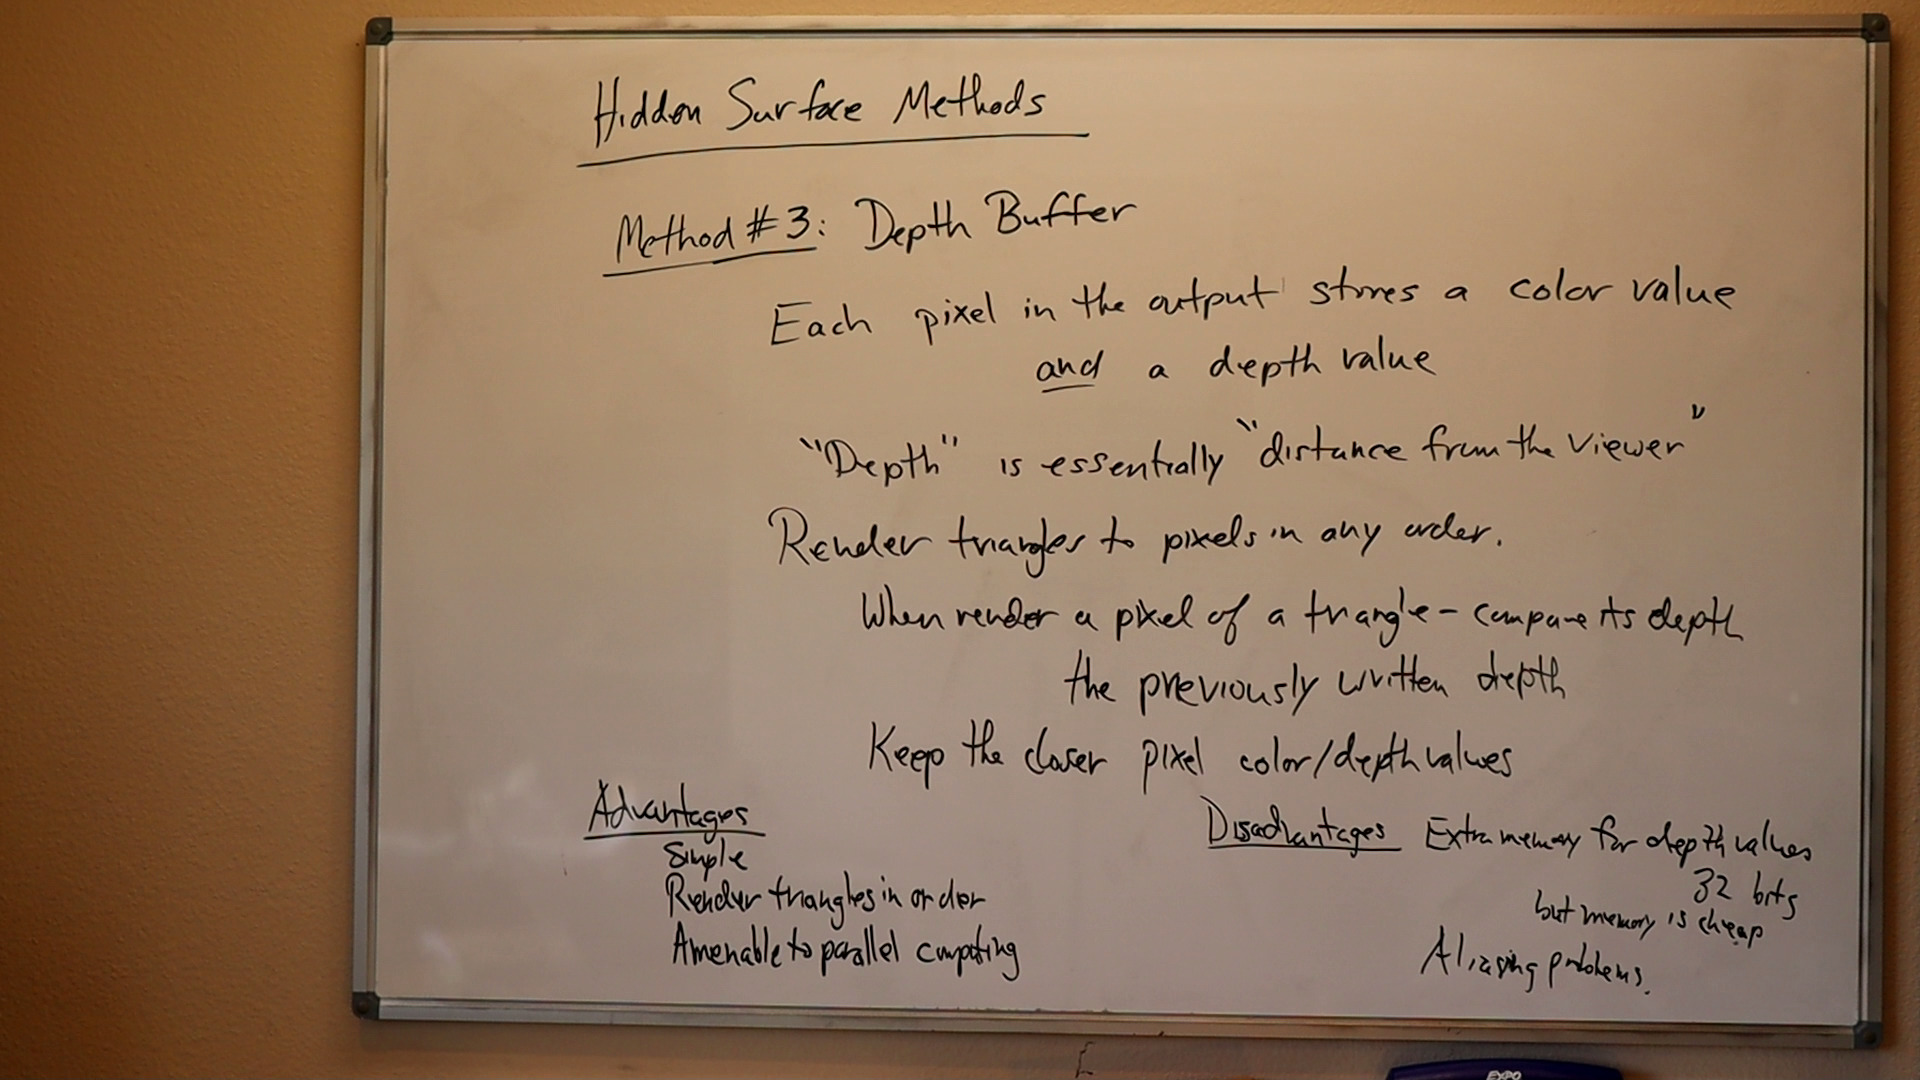 Hidden Surface Methods
Method #3: Depth Buffer
Each pixel in the output stores a color value
and a depth value
"Depth" is essentially "distance from the viewer"
Render triangles to pixels in any order.
When render a pixel of a triangle - compare its depth
the previously written depth
Keep the closer pixel color/depth values
Advantages
Simple
Render triangles in order
Amenable to parallel computing
Disadvantages Extra memory for depth values
32 bits
but memory is cheap
Aliasing problems.
EXPO